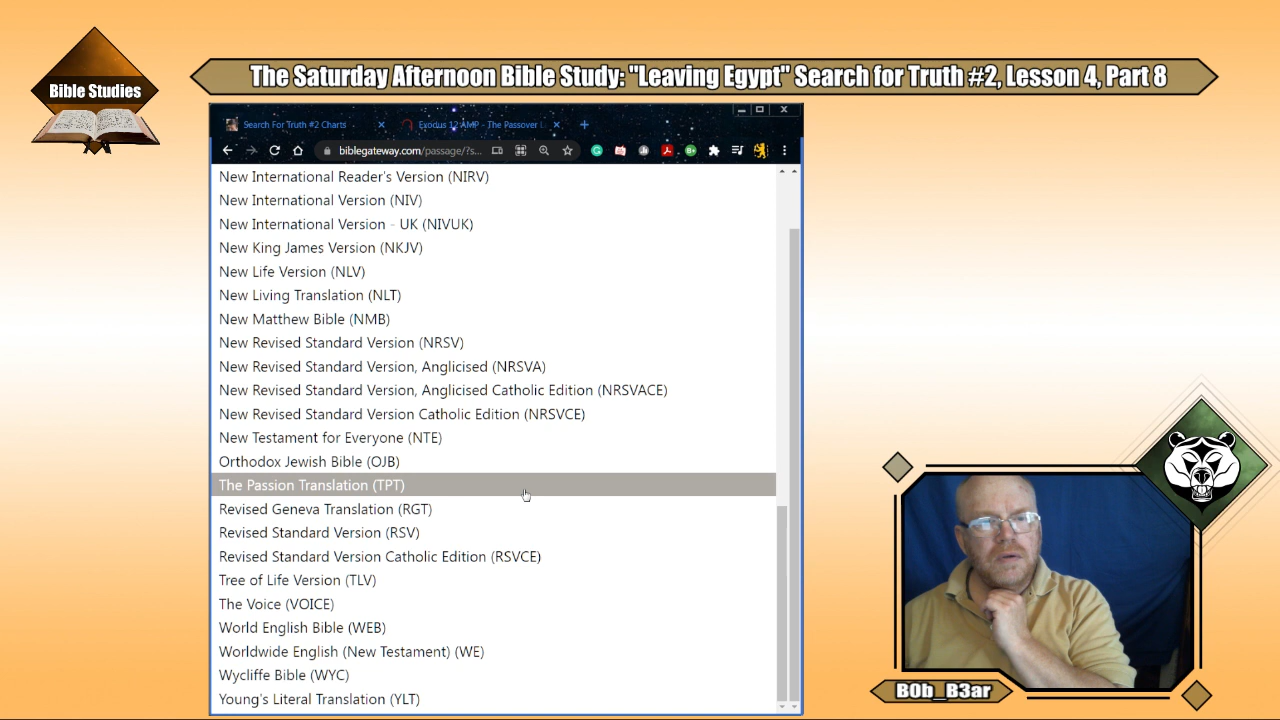 Bible Studies
The Saturday Afternoon Bible Study: "Leaving Egypt" Search for Truth #2, Lesson 4, Part 8
Search For Truth #2 Charts
Exodus 12 AMP - The Passover
biblegateway.com/passage/?s...
New International Reader's Version (NIRV)
New International Version (NIV)
New International Version - UK (NIVUK)
New King James Version (NKJV)
New Life Version (NLV)
New Living Translation (NLT)
New Matthew Bible (NMB)
New Revised Standard Version (NRSV)
New Revised Standard Version, Anglicised (NRSVA)
New Revised Standard Version, Anglicised Catholic Edition (NRSVACE)
New Revised Standard Version Catholic Edition (NRSVCE)
New Testament for Everyone (NTE)
Orthodox Jewish Bible (OJB)
The Passion Translation (TPT)
Revised Geneva Translation (RGT)
Revised Standard Version (RSV)
Revised Standard Version Catholic Edition (RSVCE)
Tree of Life Version (TLV)
The Voice (VOICE)
World English Bible (WEB)
Worldwide English (New Testament) (WE)
Wycliffe Bible (WYC)
Young's Literal Translation (YLT)
B0b_B3ar